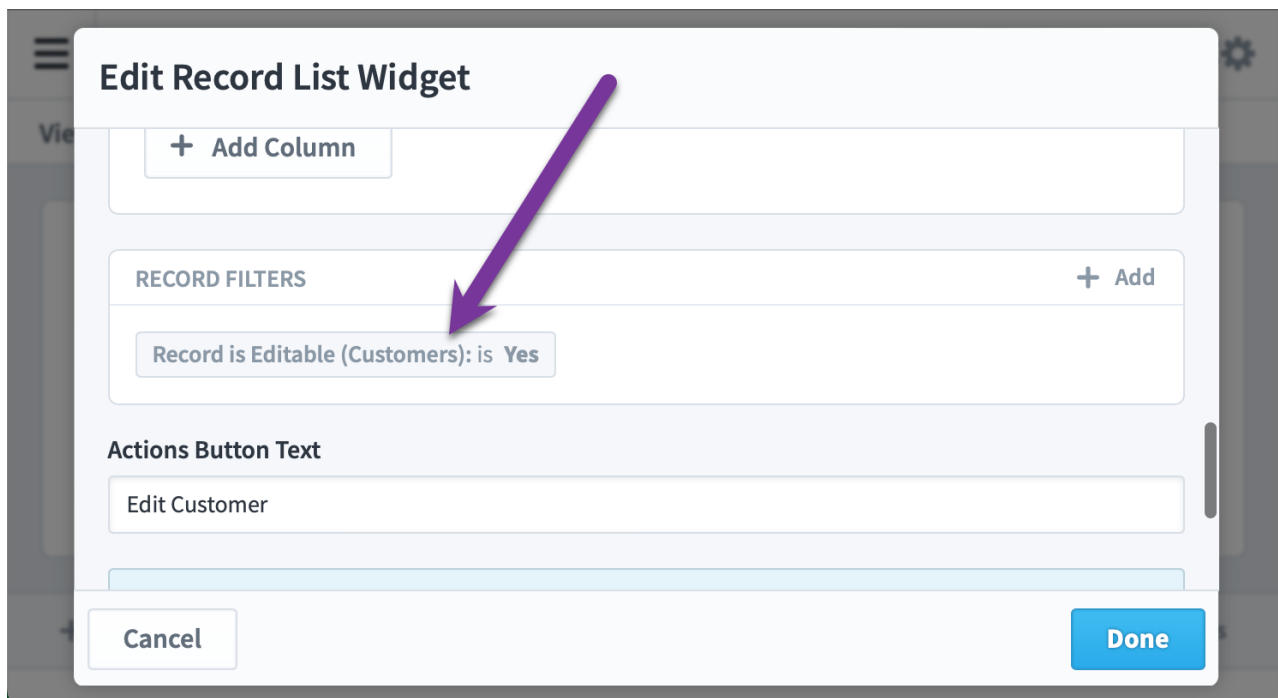 Edit Record List Widget
Vie
+ Add Column
RECORD FILTERS
+ Add
Record is Editable (Customers): is Yes
Actions Button Text
Edit Customer
Cancel
Done
s